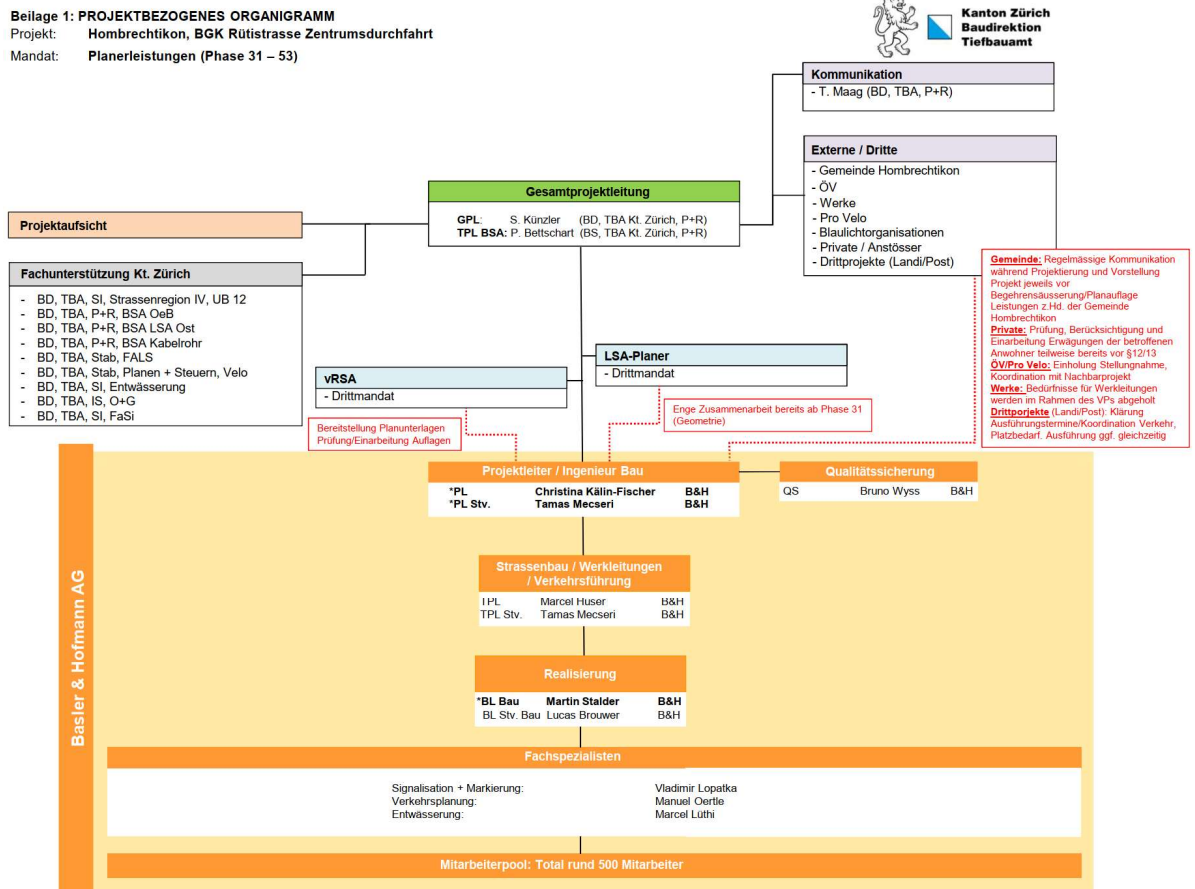 Beilage 1: PROJEKTBEZOGENES ORGANIGRAMM
Projekt: Hombrechtikon, BGK Rütistrasse Zentrumsdurchfahrt
Mandat: Planerleistungen (Phase 31 – 53)
Kanton Zürich
Baudirektion
Tiefbauamt
Kommunikation
- T. Maag (BD, TBA, P+R)
Externe / Dritte
- Gemeinde Hombrechtikon
- ÖV
- Werke
- Pro Velo
- Blaulichtorganisationen
- Private / Anstösser
- Drittprojekte (Landi/Post)
Gesamtprojektleitung
GPL: S. Künzler (BD, TBA Kt. Zürich, P+R)
TPL BSA: P. Bettschart (BS, TBA Kt. Zürich, P+R)
Projektaufsicht
Fachunterstützung Kt. Zürich
- BD, TBA, SI, Strassenregion IV, UB 12
- BD, TBA, P+R, BSA OeB
- BD, TBA, P+R, BSA LSA Ost
- BD, TBA, P+R, BSA Kabelrohr
- BD, TBA, Stab, FALS
- BD, TBA, Stab, Planen + Steuern, Velo
- BD, TBA, SI, Entwässerung
- BD, TBA, IS, O+G
- BD, TBA, SI, FaSi
Gemeinde: Regelmässige Kommunikation
während Projektierung und Vorstellung
Projekt jeweils vor
Begehrensäusserung/Planauflage
Leistungen z.Hd. der Gemeinde
Hombrechtikon
Private: Prüfung, Berücksichtigung und
Einarbeitung Erwägungen der betroffenen
Anwohner teilweise bereits vor §12/13
ÖV/Pro Velo: Einholung Stellungnahme,
Koordination mit Nachbarprojekt
Werke: Bedürfnisse für Werkleitungen
werden im Rahmen des VPs abgeholt
Drittporjekte (Landi/Post): Klärung
Ausführungstermine/Koordination Verkehr,
Platzbedarf. Ausführung ggf. gleichzeitig
LSA-Planer
- Drittmandat
vRSA
- Drittmandat
Enge Zusammenarbeit bereits ab Phase 31
(Geometrie)
Bereitstellung Planunterlagen
Prüfung/Einarbeitung Auflagen
Basler & Hofmann AG
Projektleiter / Ingenieur Bau
*PL Christina Kälin-Fischer B&H
*PL Stv. Tamas Mecseri B&H
Qualitätssicherung
QS Bruno Wyss B&H
Strassenbau / Werkleitungen
/ Verkehrsführung
TPL Marcel Huser B&H
TPL Stv. Tamas Mecseri B&H
Realisierung
*BL Bau Martin Stalder B&H
BL Stv. Bau Lucas Brouwer B&H
Fachspezialisten
Signalisation + Markierung: Vladimir Lopatka
Verkehrsplanung: Manuel Oertle
Entwässerung: Marcel Lüthi
Mitarbeiterpool: Total rund 500 Mitarbeiter